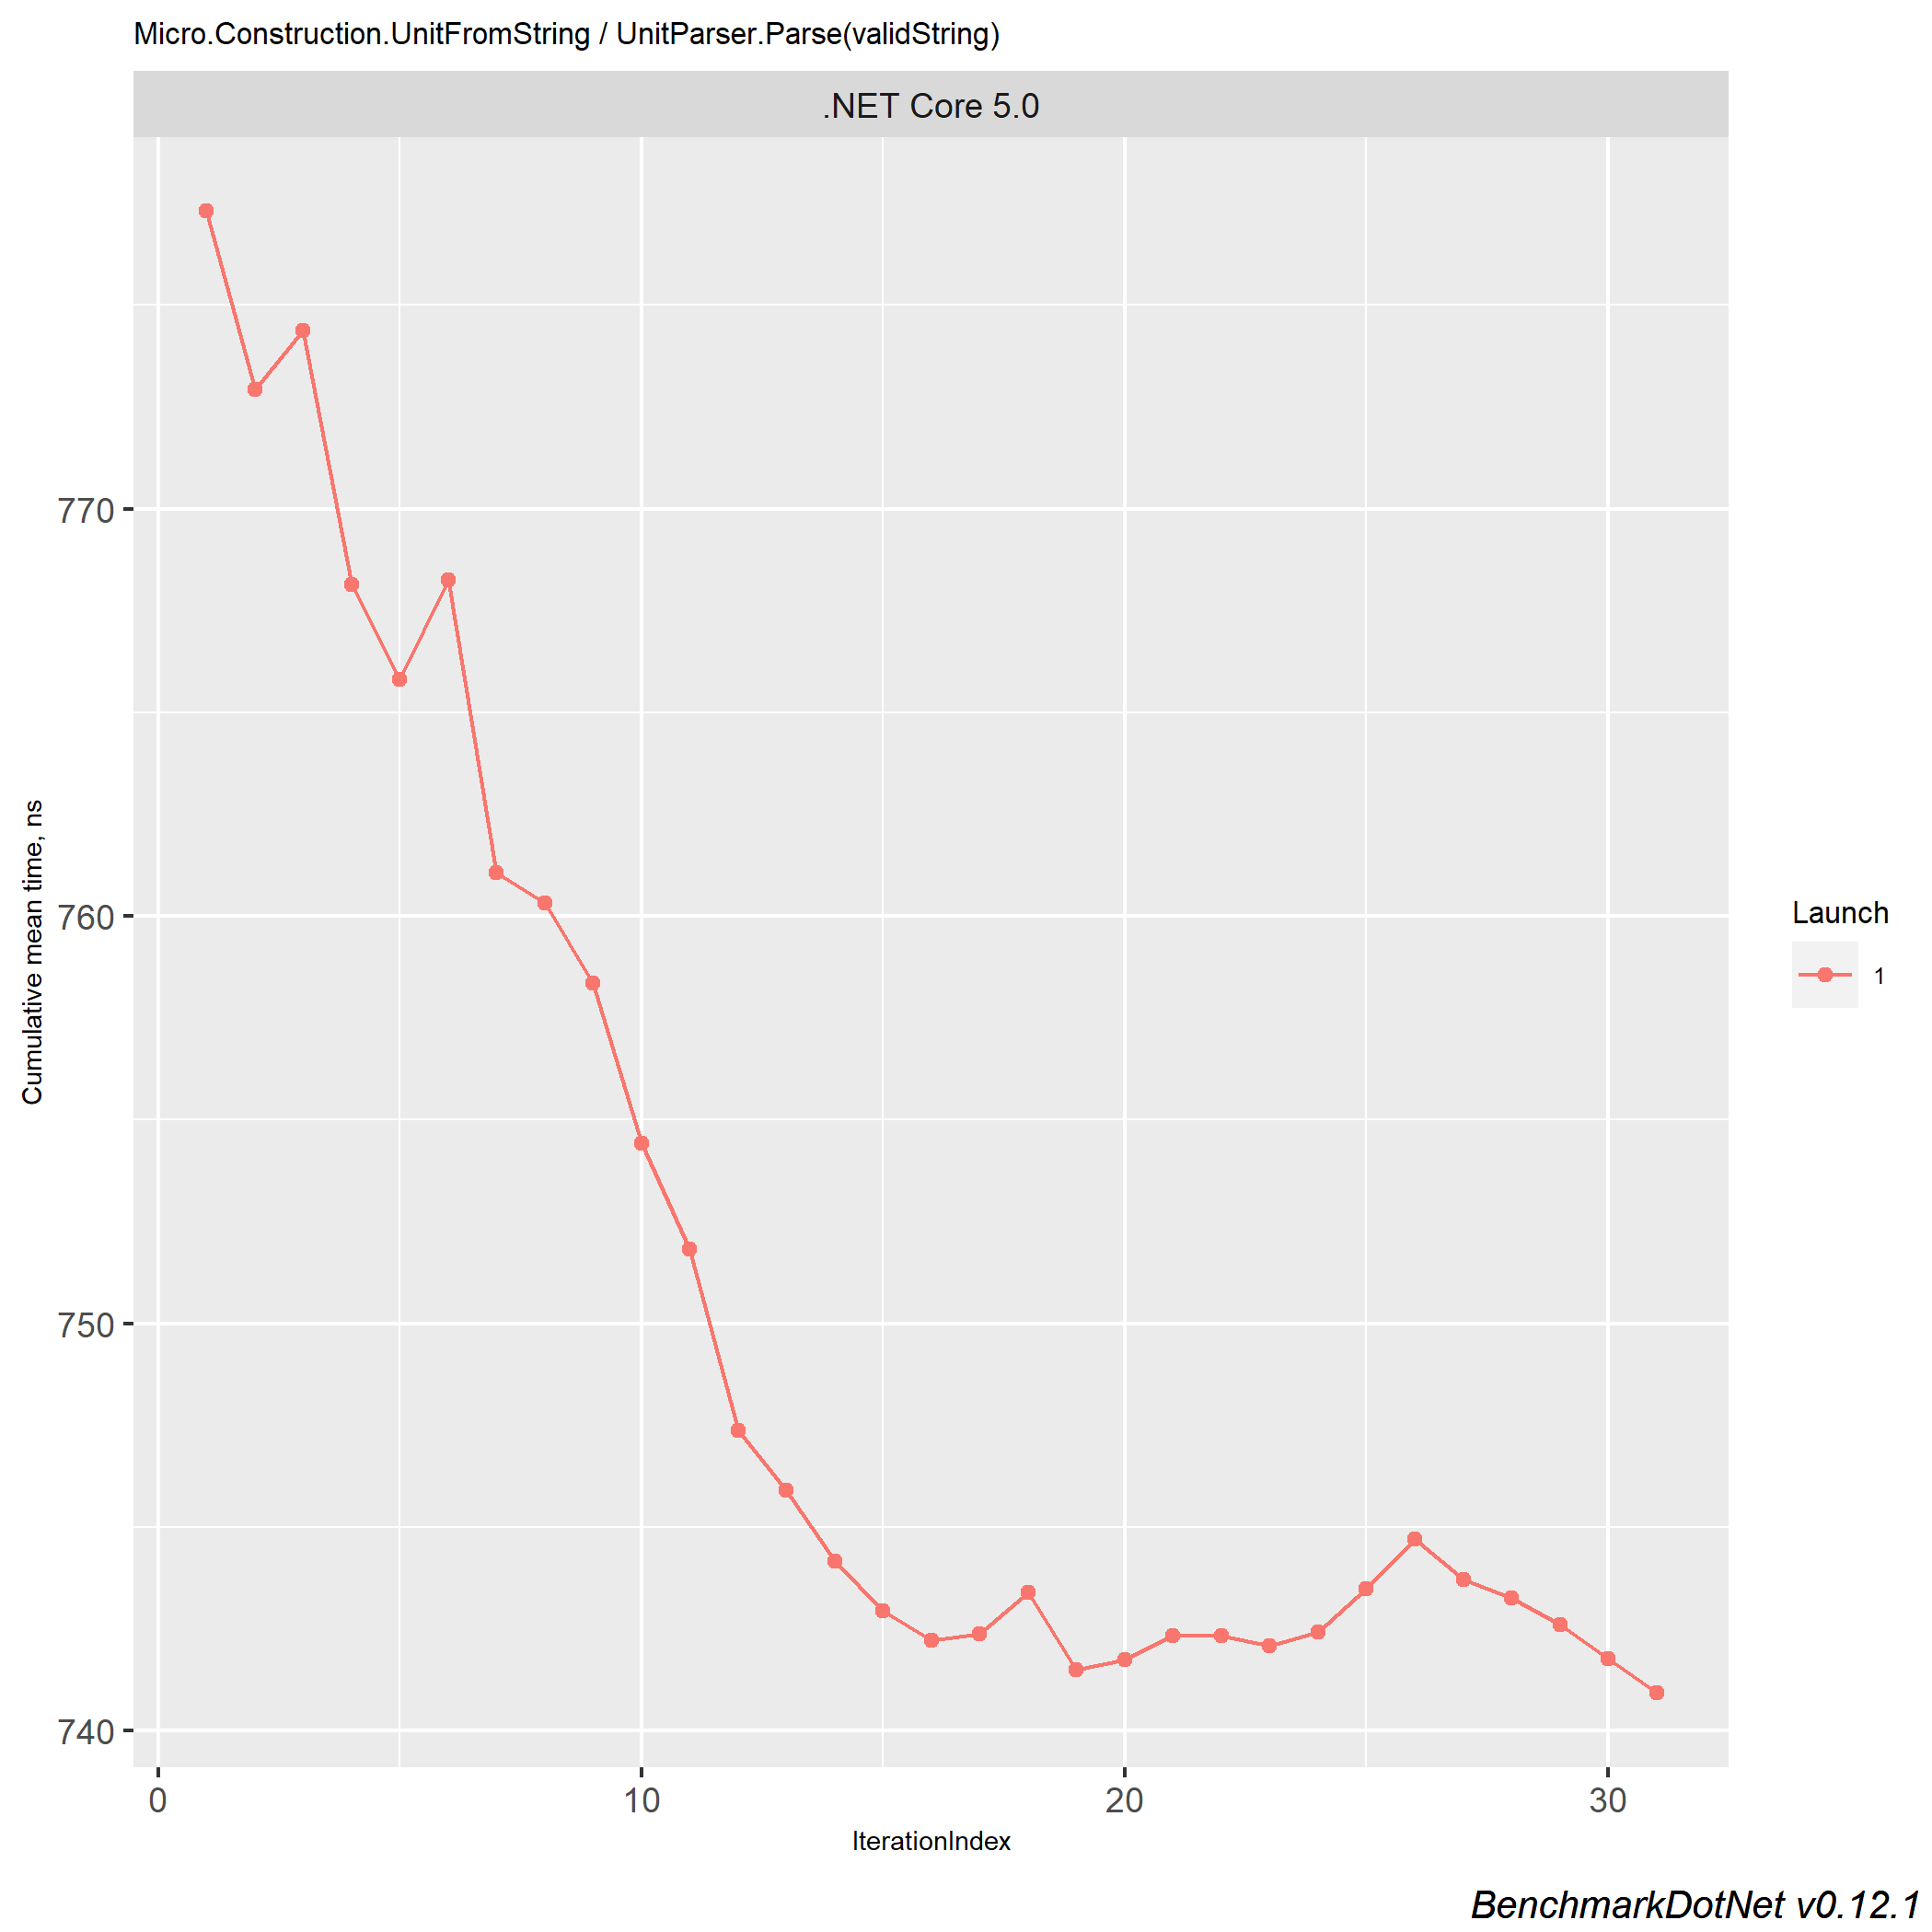 Micro.Construction.UnitFromString / UnitParser.Parse(validString)
.NET Core 5.0
770
760
750
740
Cumulative mean time, ns
0 10 20 30
IterationIndex
Launch
1
BenchmarkDotNet v0.12.1